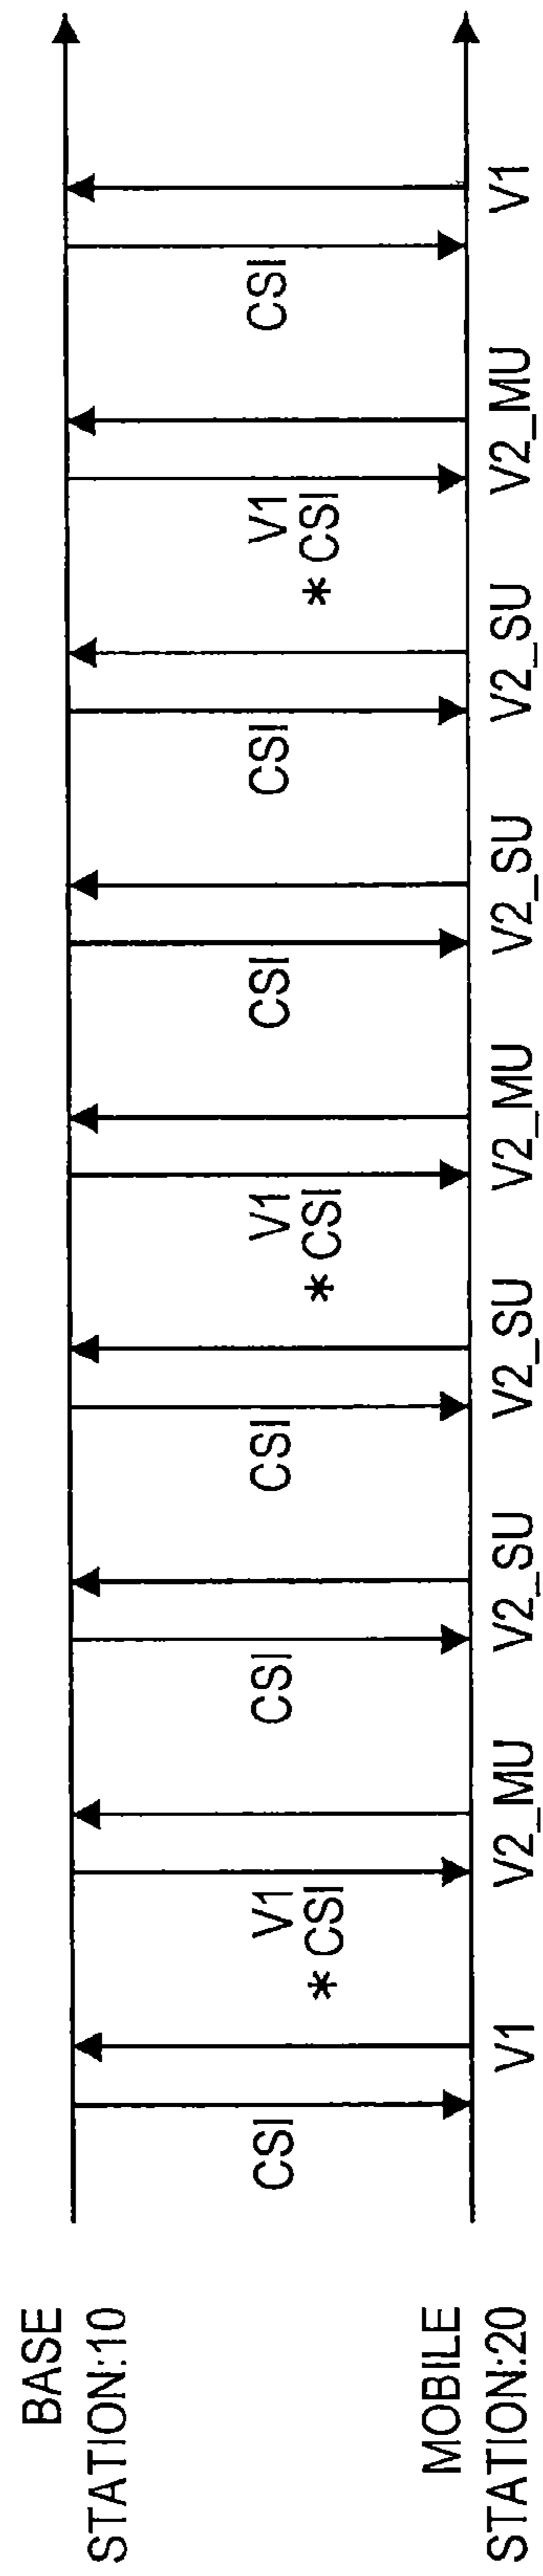 BASE
STATION:10
CSI
V1
* CSI
CSI
CSI
V1
* CSI
CSI
CSI
V1
* CSI
CSI
MOBILE
STATION:20
V1
V2_MU
V2_SU
V2_SU
V2_MU
V2_SU
V2_SU
V2_MU
V1